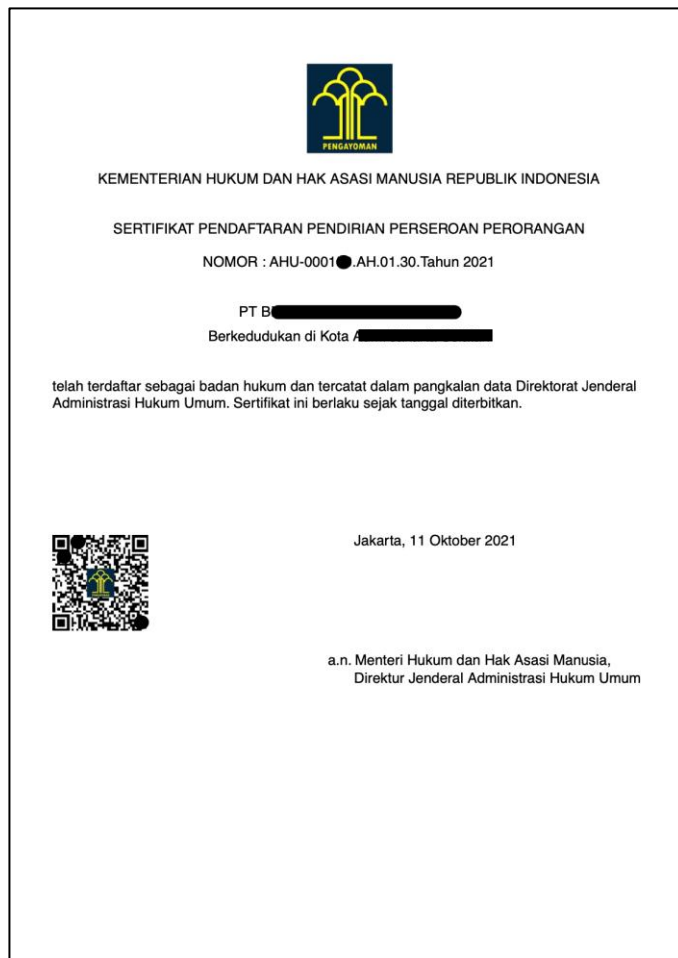 PENGAYOMAN
KEMENTERIAN HUKUM DAN HAK ASASI MANUSIA REPUBLIK INDONESIA
SERTIFIKAT PENDAFTARAN PENDIRIAN PERSEROAN PERORANGAN
NOMOR : AHU-0001 .AH.01.30.Tahun 2021
PT
Berkedudukan di Kota
telah terdaftar sebagai badan hukum dan tercatat dalam pangkalan data Direktorat Jenderal
Administrasi Hukum Umum. Sertifikat ini berlaku sejak tanggal diterbitkan.
Jakarta, 11 Oktober 2021
a.n. Menteri Hukum dan Hak Asasi Manusia,
Direktur Jenderal Administrasi Hukum Umum